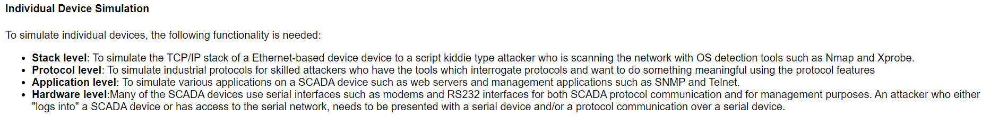 Individual Device Simulation
To simulate individual devices, the following functionality is needed:
• Stack level: To simulate the TCP/IP stack of a Ethernet-based device device to a script kiddie type attacker who is scanning the network with OS detection tools such as Nmap and Xprobe.
• Protocol level: To simulate industrial protocols for skilled attackers who have the tools which interrogate protocols and want to do something meaningful using the protocol features
• Application level: To simulate various applications on a SCADA device such as web servers and management applications such as SNMP and Telnet.
• Hardware level:Many of the SCADA devices use serial interfaces such as modems and RS232 interfaces for both SCADA protocol communication and for management purposes. An attacker who either
"logs into" a SCADA device or has access to the serial network, needs to be presented with a serial device and/or a protocol communication over a serial device.